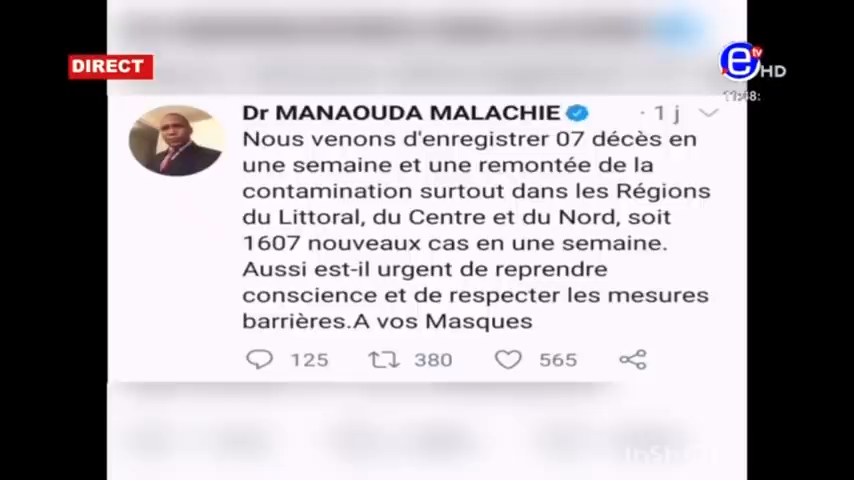 DIRECT
e tv HD
Dr MANAOUDA MALACHIE · 1 j
Nous venons d'enregistrer 07 décès en
une semaine et une remontée de la
contamination surtout dans les Régions
du Littoral, du Centre et du Nord, soit
1607 nouveaux cas en une semaine.
Aussi est-il urgent de reprendre
conscience et de respecter les mesures
barrières.A vos Masques
125 380 565